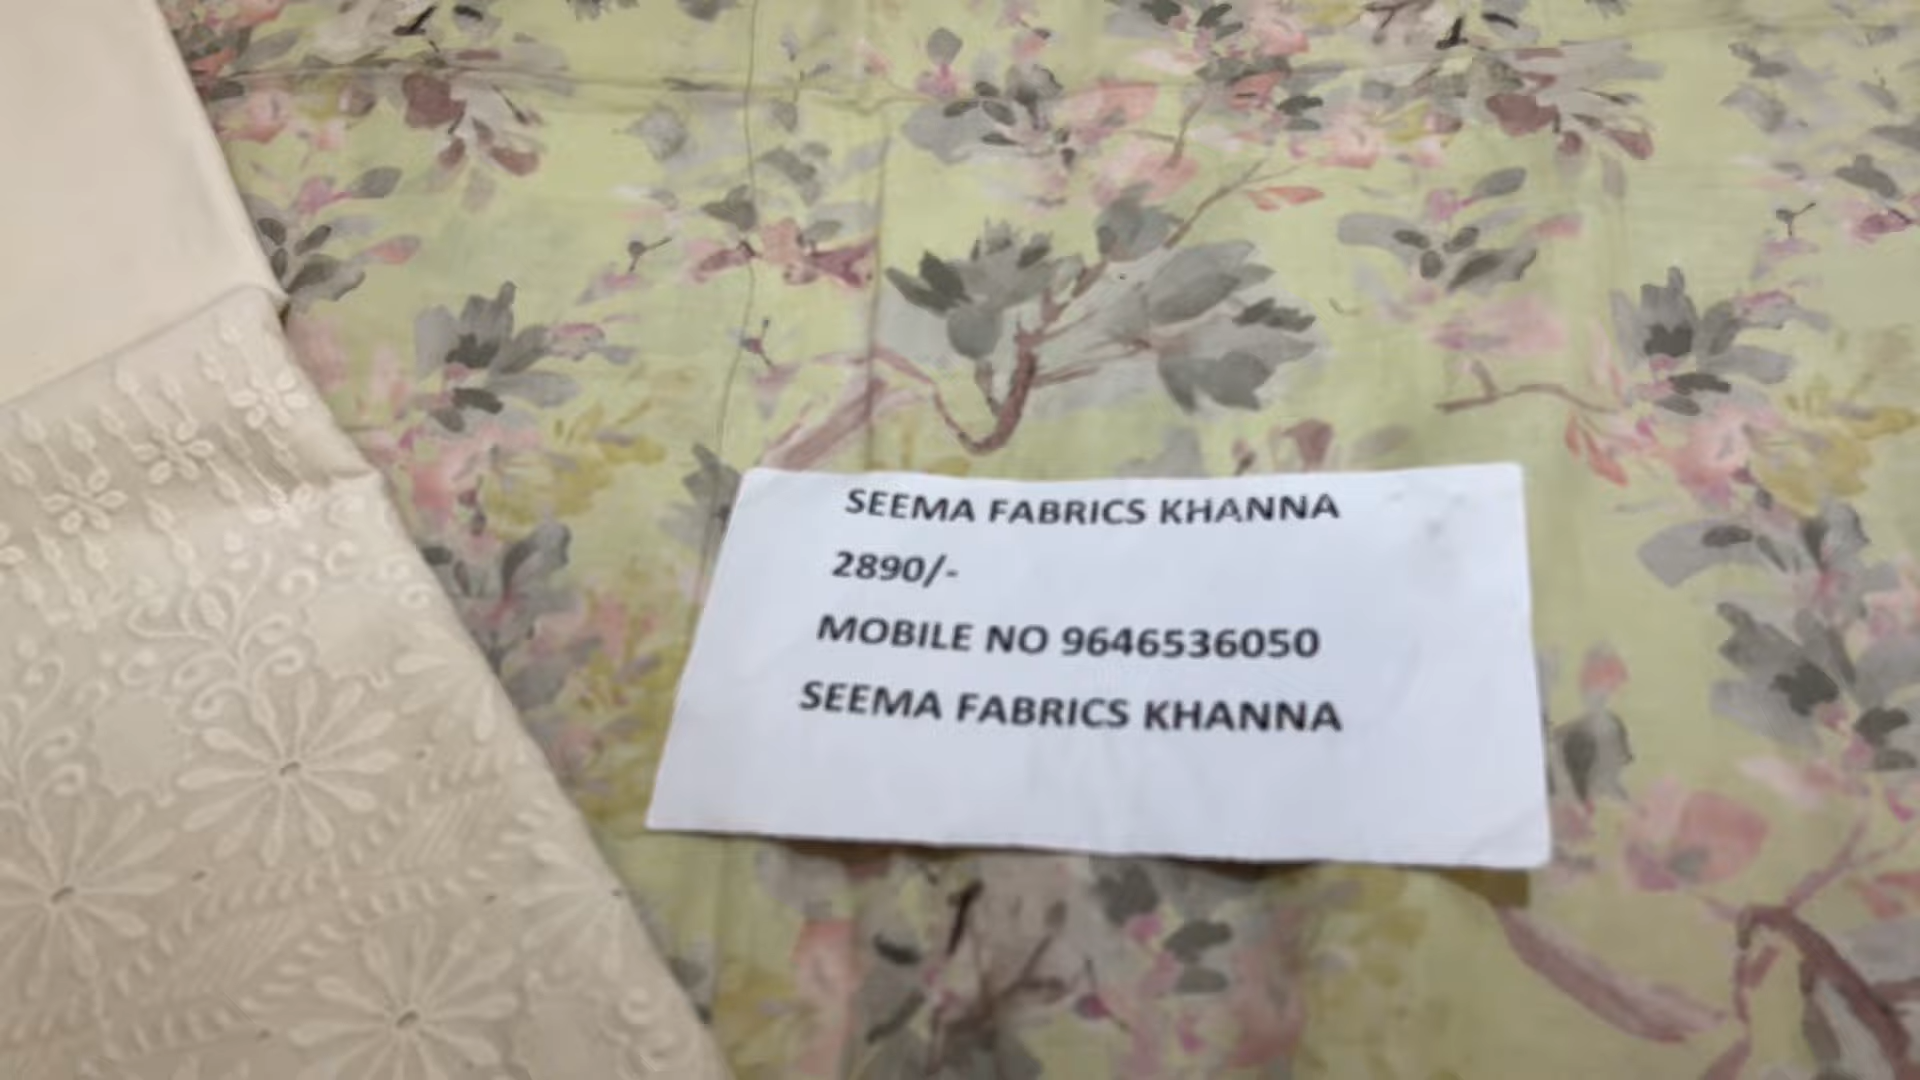 SEEMA FABRICS KHANNA
2890/-
MOBILE NO 9646536050
SEEMA FABRICS KHANNA